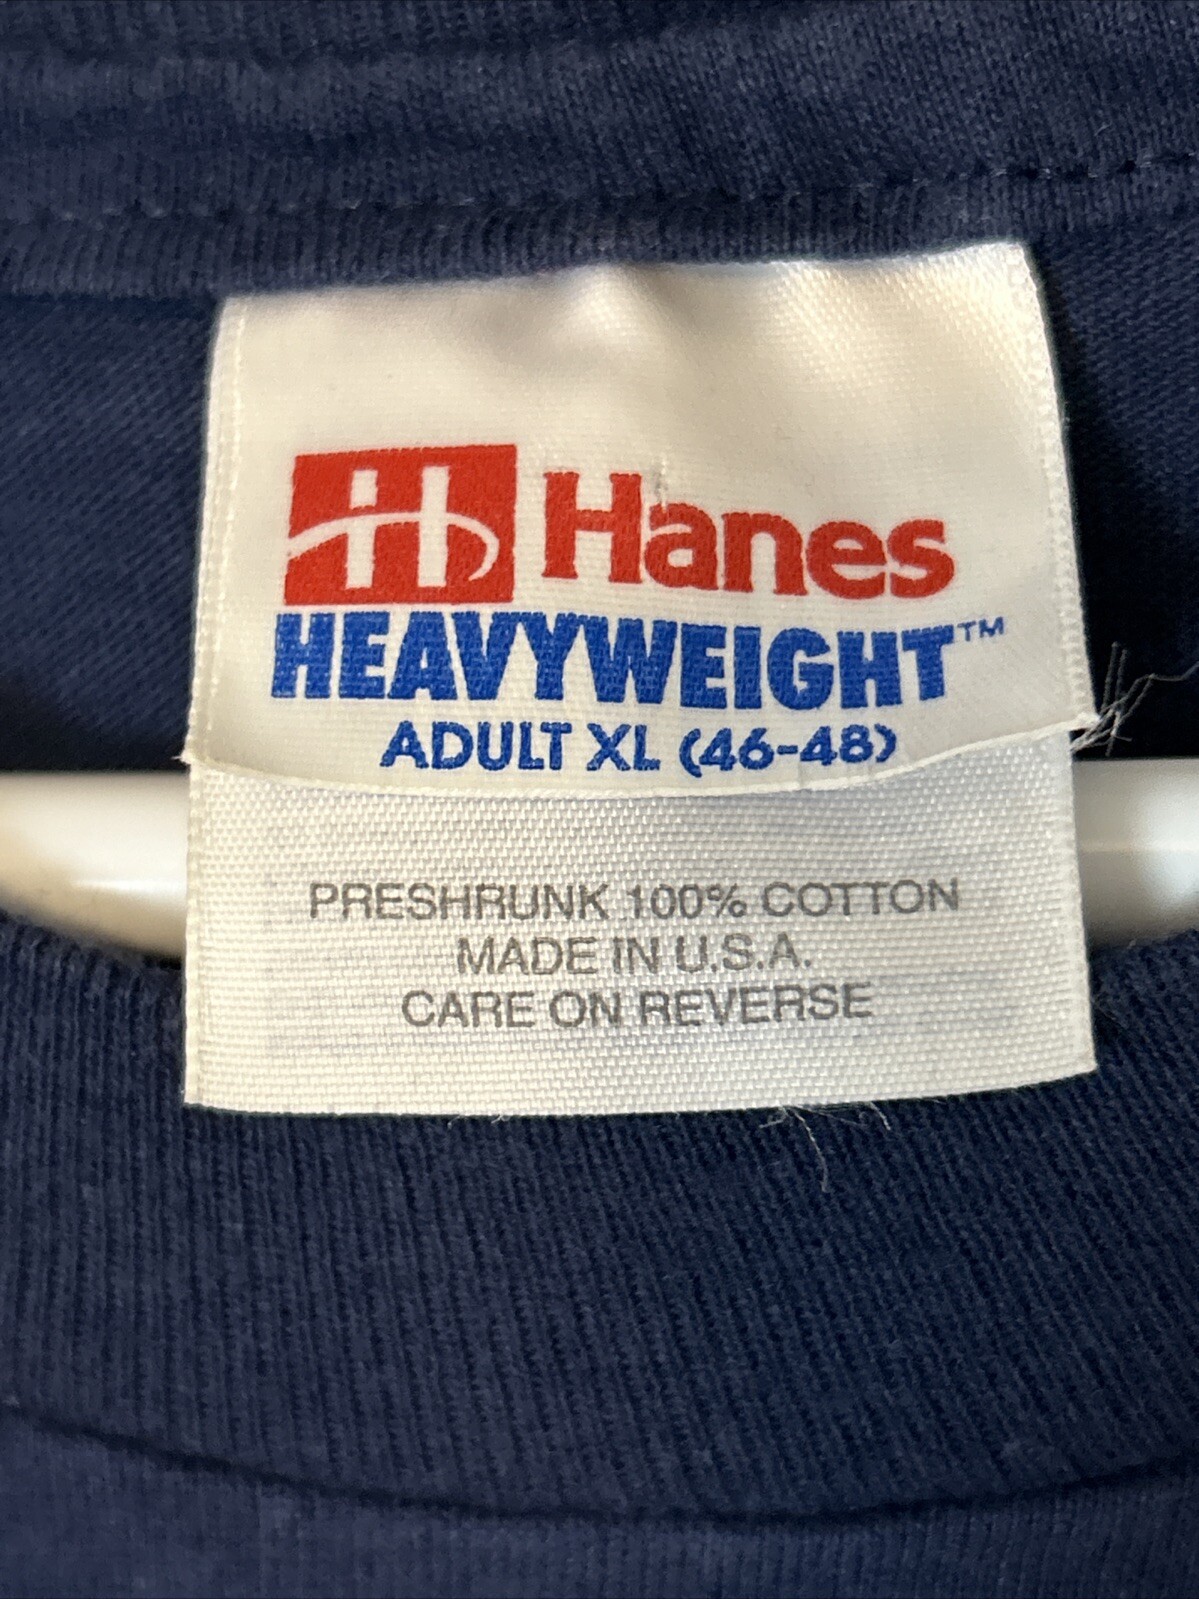 H Hanes
HEAVYWEIGHT™
ADULT XL (46-48)
PRESHRUNK 100% COTTON
MADE IN U.S.A.
CARE ON REVERSE